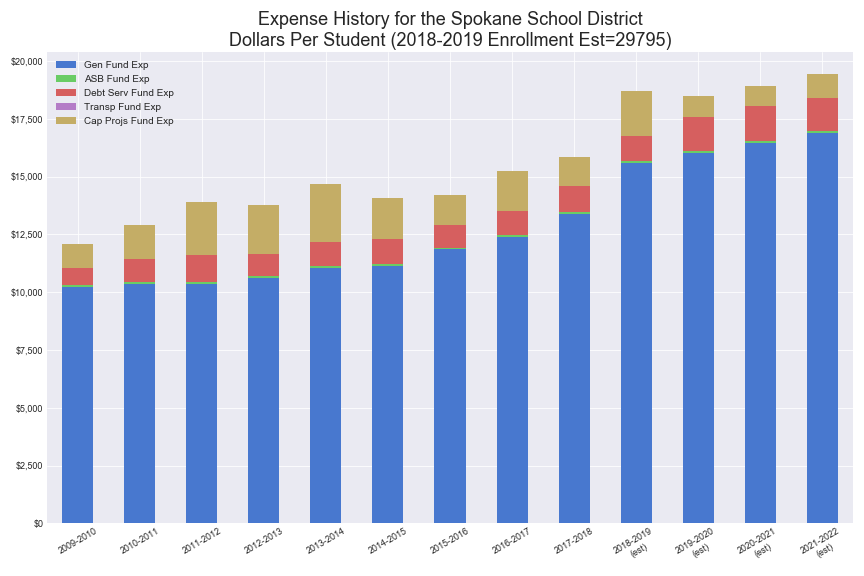 Expense History for the Spokane School District
Dollars Per Student (2018-2019 Enrollment Est=29795)
Gen Fund Exp
ASB Fund Exp
Debt Serv Fund Exp
Transp Fund Exp
Cap Projs Fund Exp
$20,000
$17,500
$15,000
$12,500
$10,000
$7,500
$5,000
$2,500
$0
2009-2010
2010-2011
2011-2012
2012-2013
2013-2014
2014-2015
2015-2016
2016-2017
2017-2018
2018-2019
(est)
2019-2020
(est)
2020-2021
(est)
2021-2022
(est)